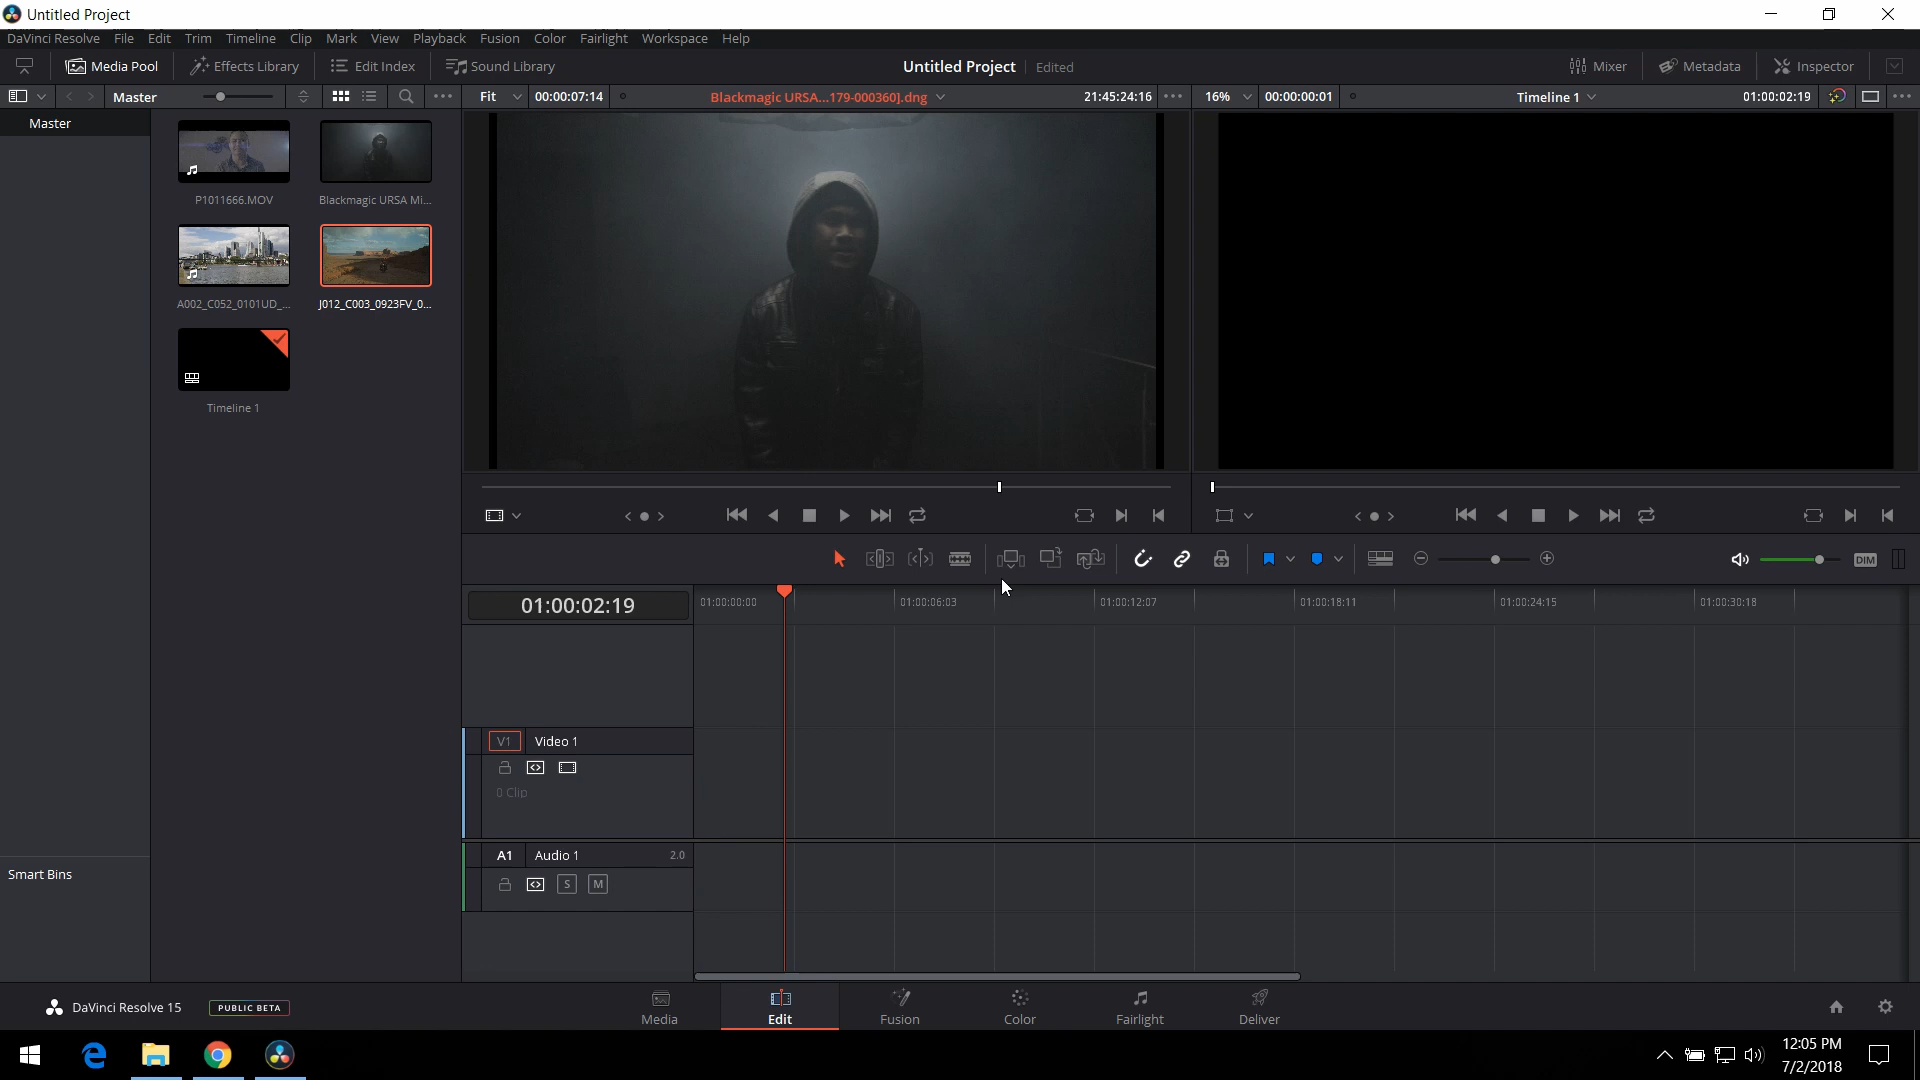 Untitled Project
DaVinci Resolve File Edit Trim Timeline Clip Mark View Playback Fusion Color Fairlight Workspace Help
Media Pool Effects Library Edit Index Sound Library Untitled Project Edited Mixer Metadata Inspector
Master Fit 00:00:07:14 Blackmagic URSA...179-000360].dng 21:45:24:16 16% 00:00:00:01 Timeline 1 01:00:02:19
Master
P1011666.MOV Blackmagic URSA Mi...
A002_C052_0101UD_... J012_C003_0923FV_0...
Timeline 1
DIM
01:00:02:19 01:00:00:00 01:00:06:03 01:00:12:07 01:00:18:11 01:00:24:15 01:00:30:18
V1 Video 1
0 Clip
A1 Audio 1 2.0
S M
Smart Bins
DaVinci Resolve 15 PUBLIC BETA Media Edit Fusion Color Fairlight Deliver
12:05 PM
7/2/2018